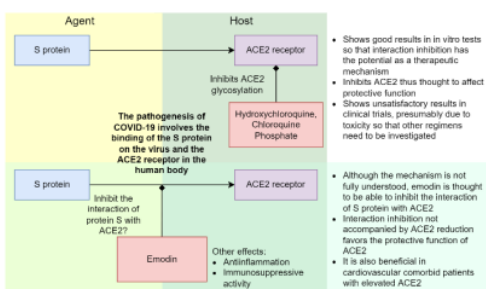 Agent
Host
S protein
ACE2 receptor
Inhibits ACE2
glycosylation
Hydroxychloroquine,
Chloroquine
Phosphate
• Shows good results in in vitro tests
so that interaction inhibition has
the potential as a therapeutic
mechanism
• Inhibits ACE2 thus thought to affect
protective function
• Shows unsatisfactory results in
clinical trials, presumably due to
toxicity so that other regimens
need to be investigated
The pathogenesis of
COVID-19 involves the
binding of the S protein
on the virus and the
ACE2 receptor in the
human body
S protein
ACE2 receptor
Inhibit the
interaction of
protein S with
ACE2?
Emodin
Other effects:
• Antiinflammation
• Immunosuppressive
activity
• Although the mechanism is not
fully understood, emodin is thought
to be able to inhibit the interaction
of S protein with ACE2
• Interaction inhibition not
accompanied by ACE2 reduction
favors the protective function of
ACE2
• It is also beneficial in
cardiovascular comorbid patients
with elevated ACE2